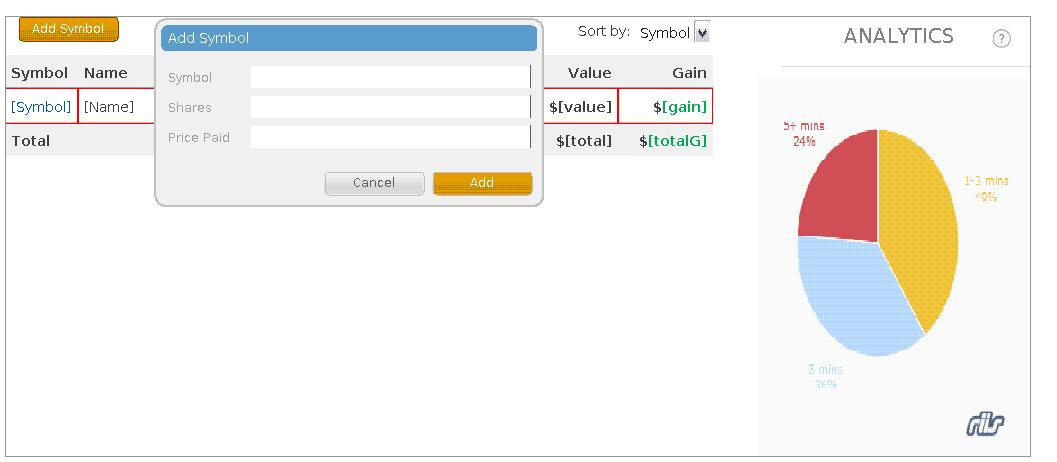 Add Symbol
Add Symbol
Sort by: Symbol
ANALYTICS
?
Symbol Name Value Gain
Symbol
[Symbol] [Name] $[value] $[gain]
Shares
Total $[total] $[totalG]
Price Paid
Cancel Add
5+ mins
24%
1-3 mins
40%
3 mins
36%